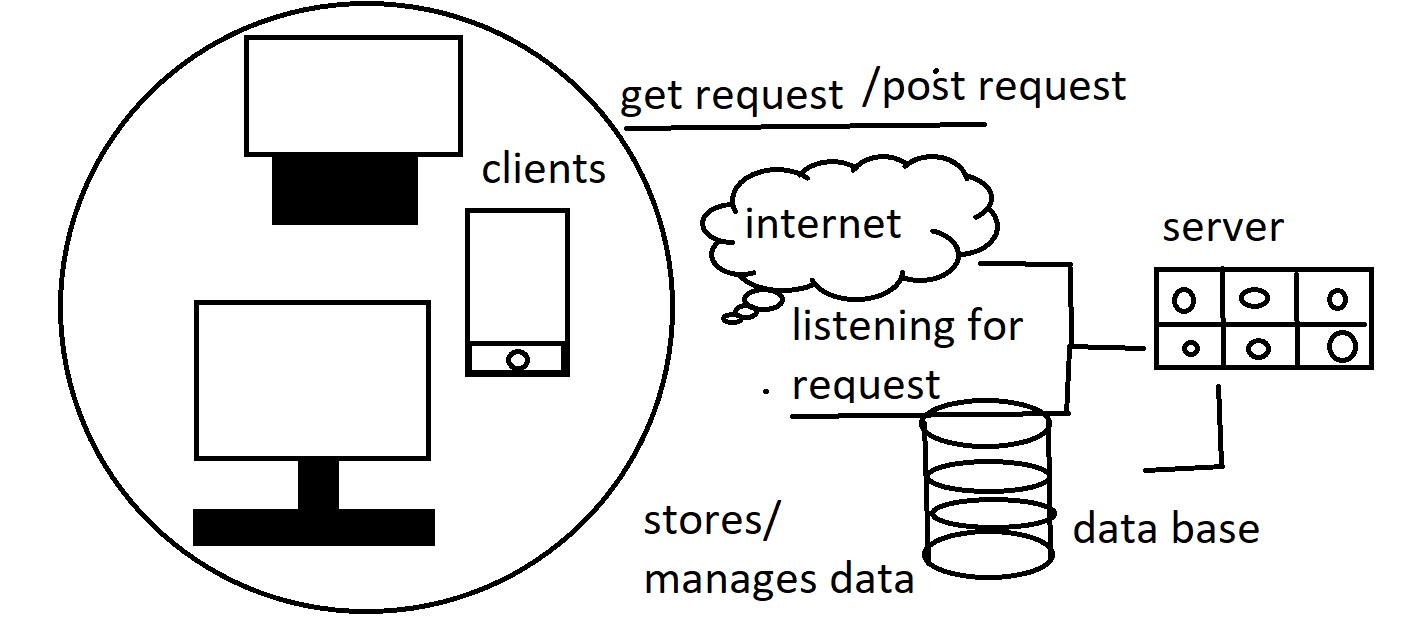 get request /post request
clients
internet
server
listening for
request
stores/
manages data
data base